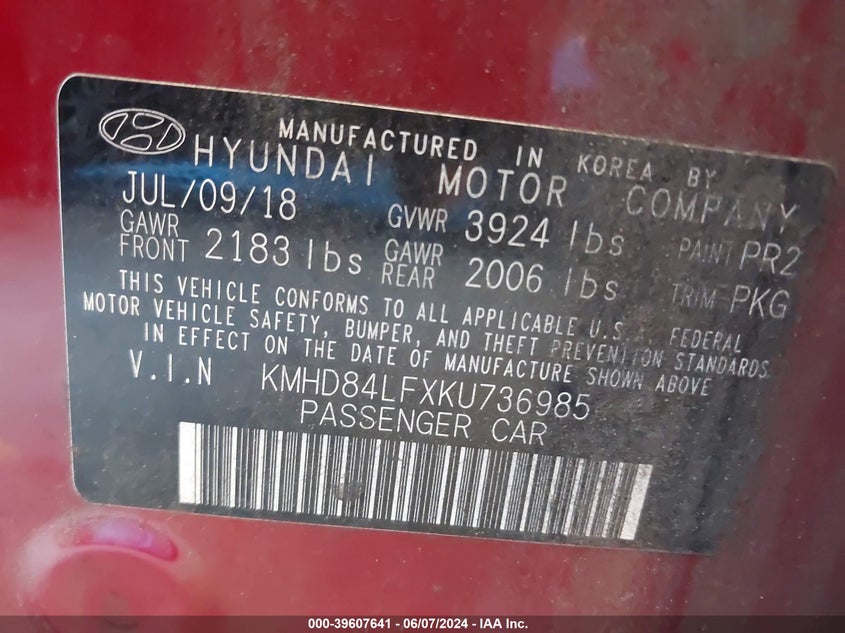 MANUFACTURED IN KOREA BY
HYUNDAI MOTOR COMPANY
JUL/09/18 GVWR 3924 lbs PAINT PR2
GAWR FRONT 2183 lbs GAWR REAR 2006 lbs TRIM PKG
THIS VEHICLE CONFORMS TO ALL APPLICABLE U.S. FEDERAL
MOTOR VEHICLE SAFETY, BUMPER, AND THEFT PREVENTION STANDARDS
IN EFFECT ON THE DATE OF MANUFACTURE SHOWN ABOVE
V.I.N KMHD84LFXKU736985
PASSENGER CAR
000-39607641 - 06/07/2024 - IAA Inc.